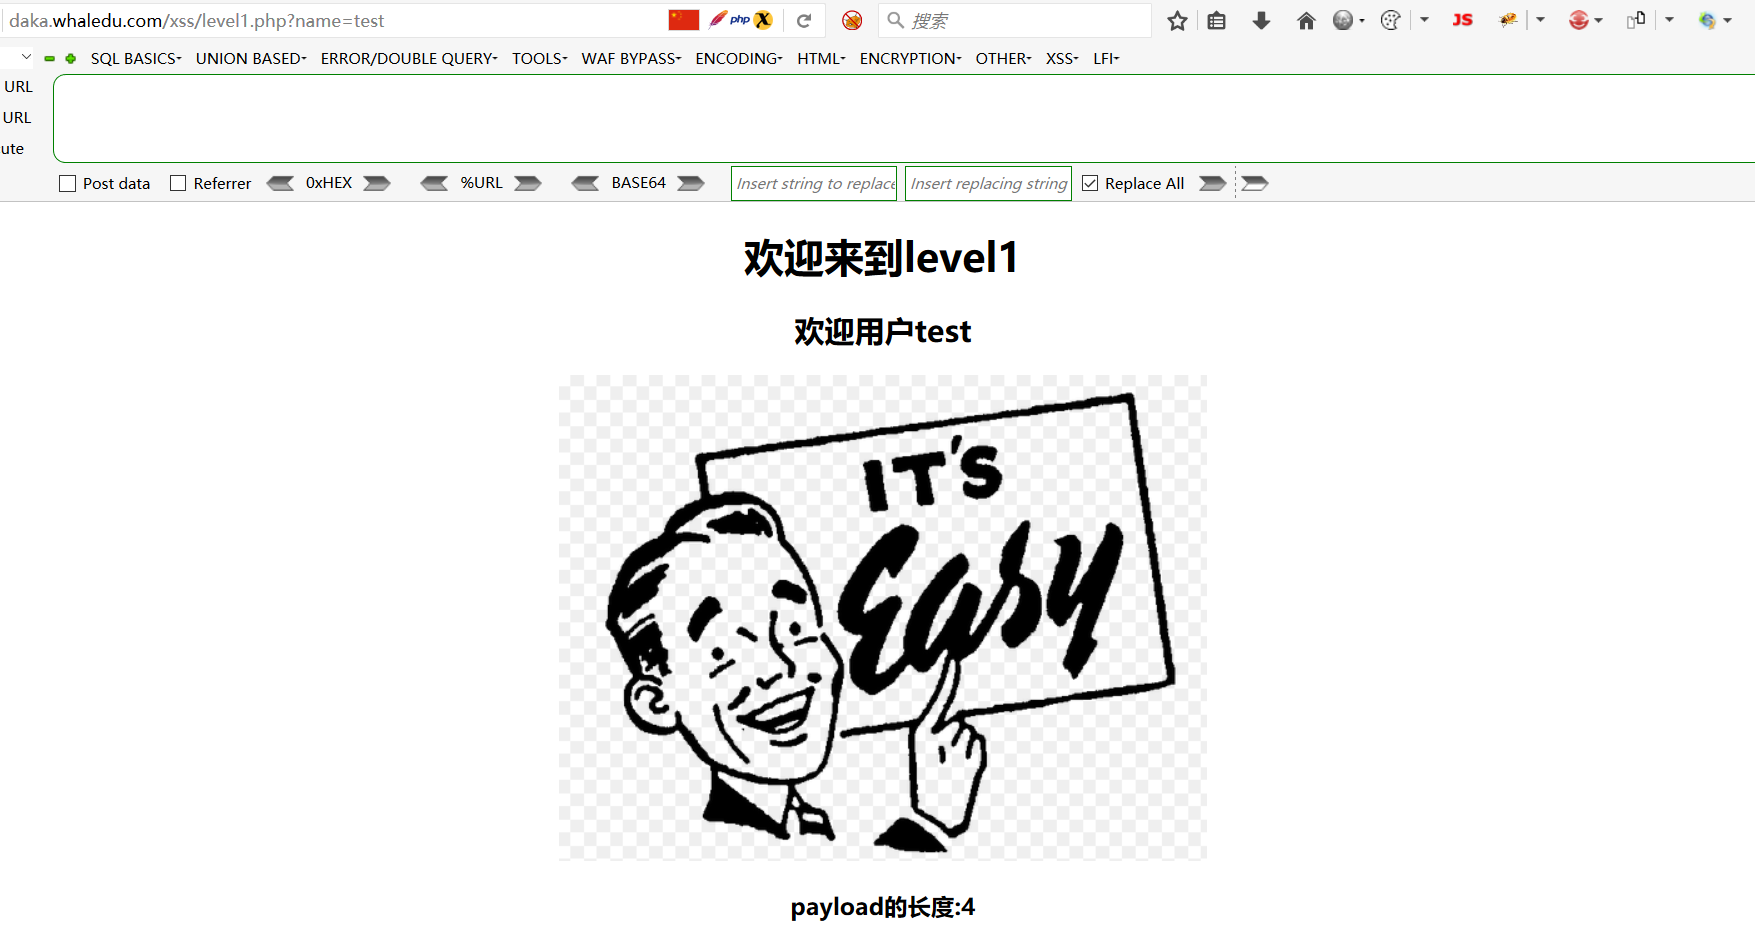 daka.whaledu.com/xss/level1.php?name=test php X 搜索 JS
SQL BASICS UNION BASED ERROR/DOUBLE QUERY TOOLS WAF BYPASS ENCODING HTML ENCRYPTION OTHER XSS LFI
URL
URL
ute
Post data Referrer 0xHEX %URL BASE64 Insert string to replace Insert replacing string Replace All
欢迎来到level1
欢迎用户test
IT'S
Easy
payload的长度:4